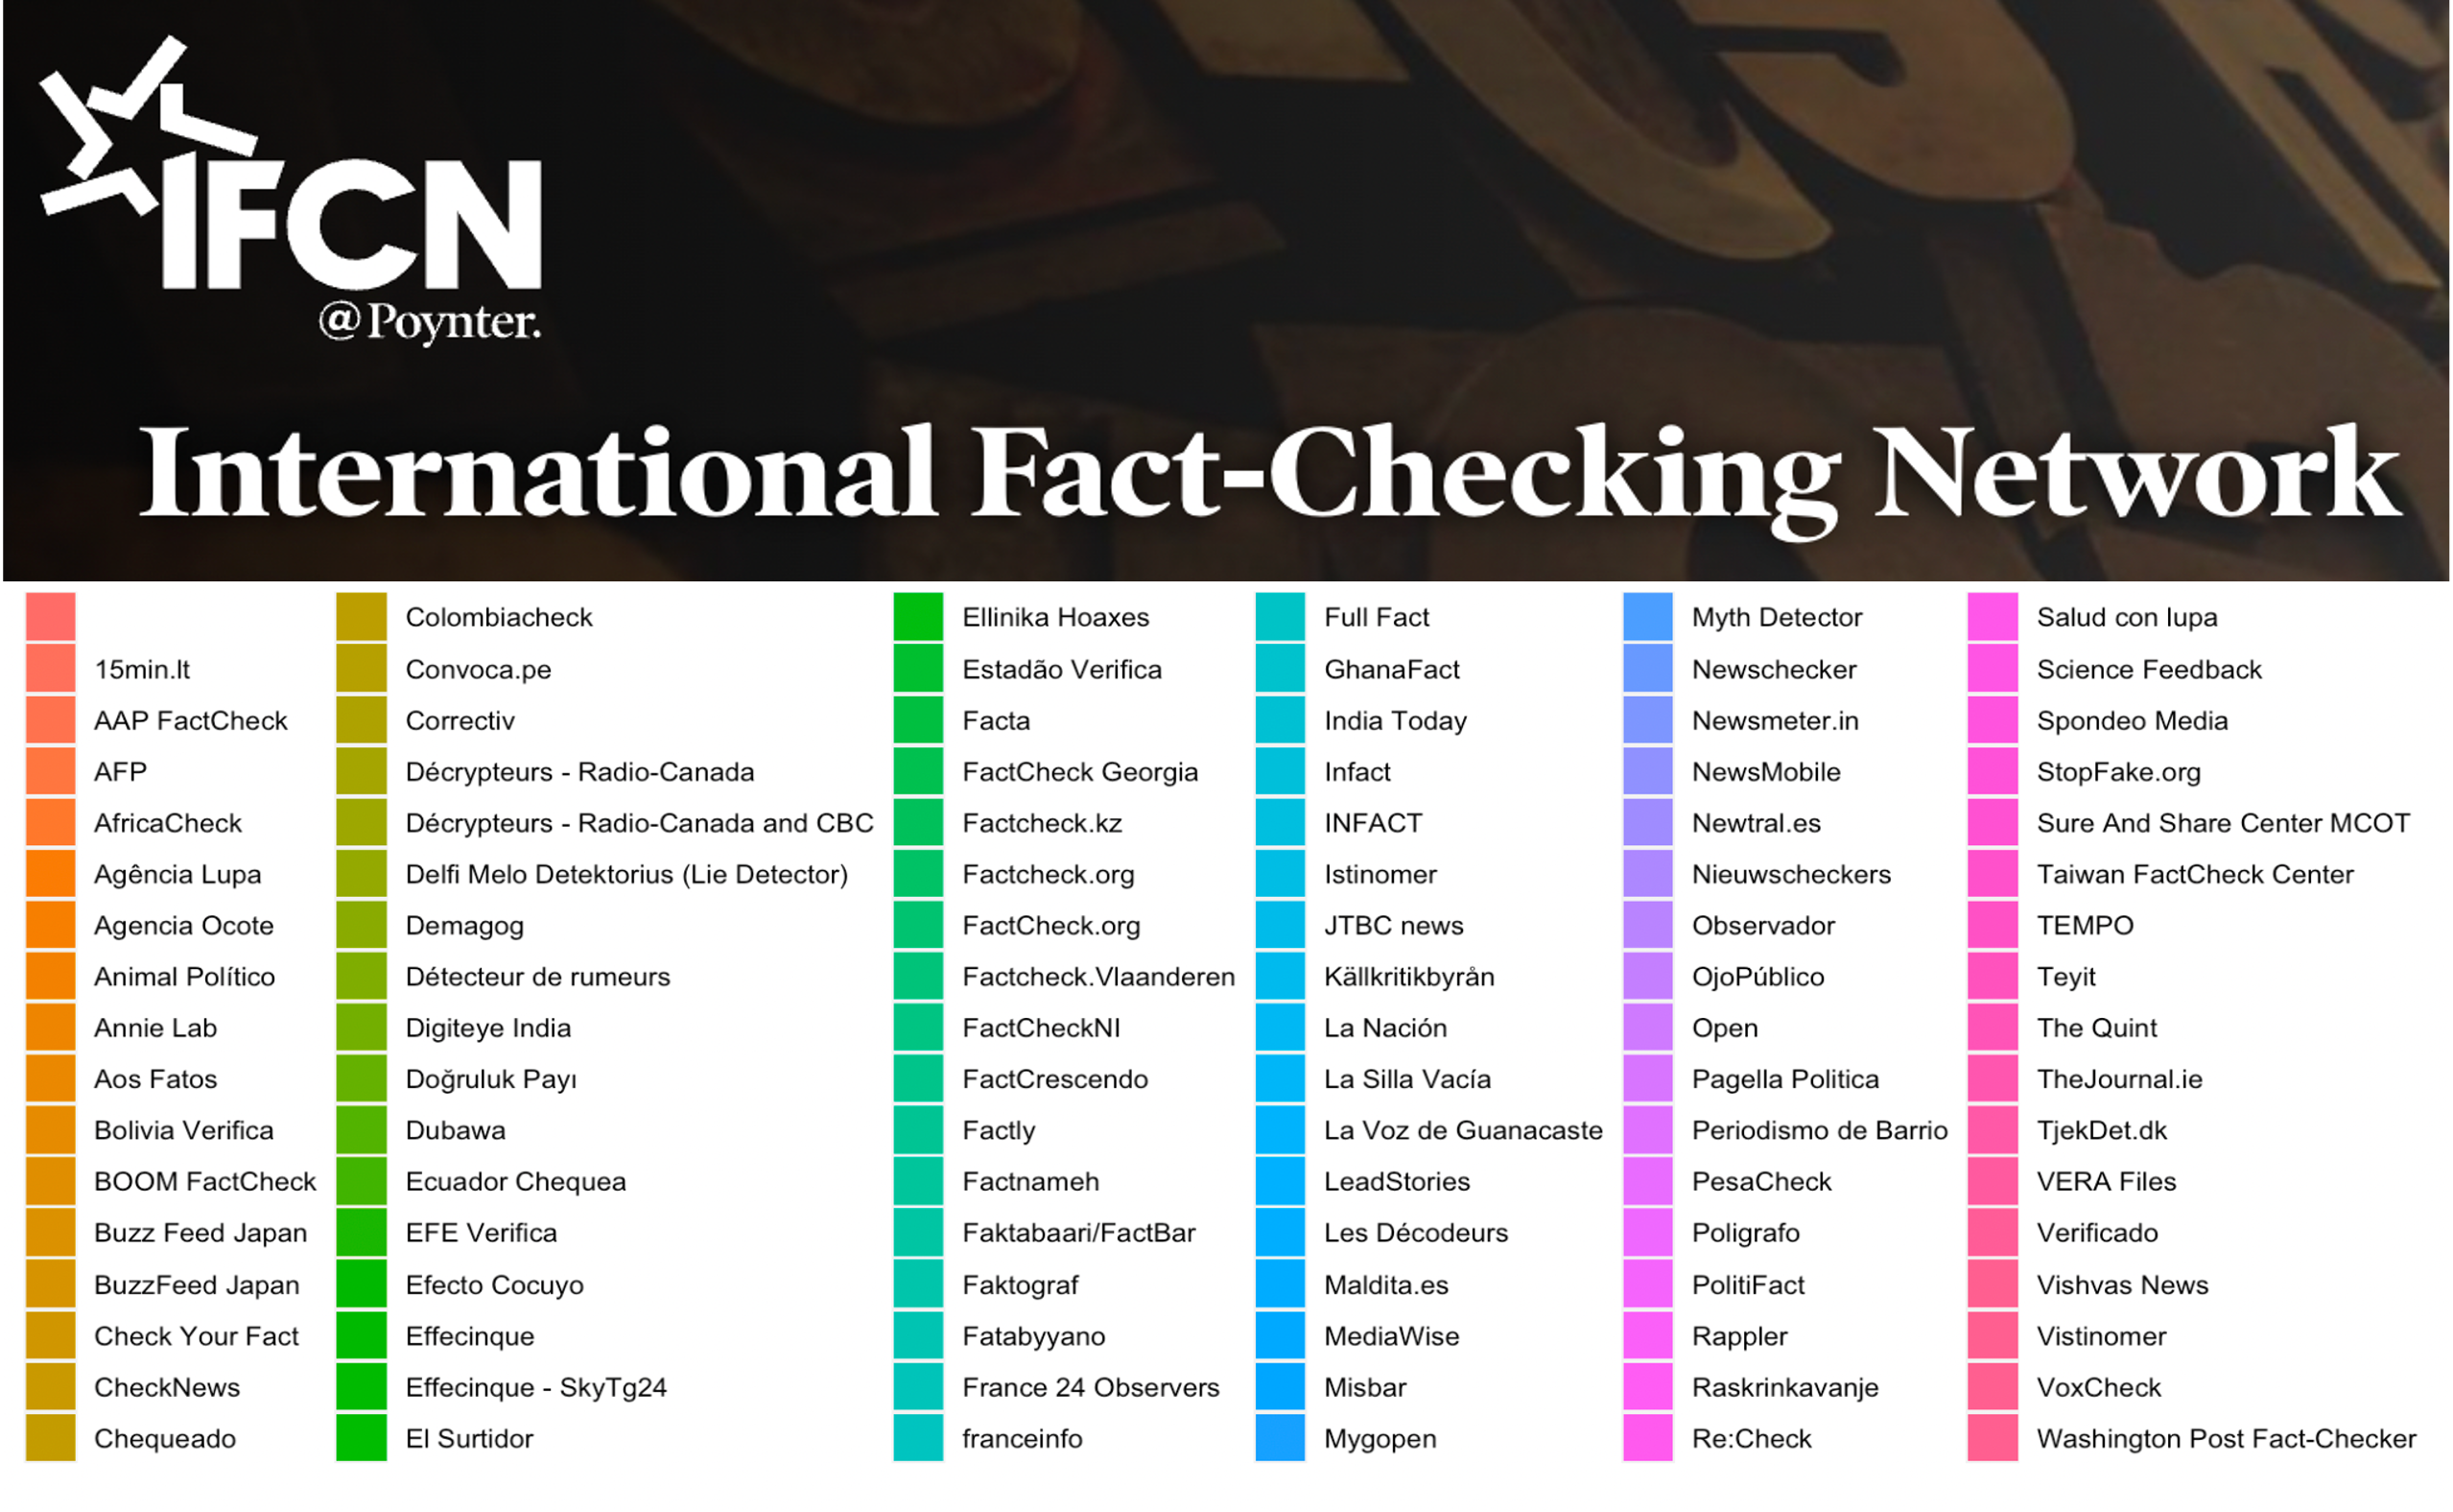 IFCN
@Poynter.
International Fact-Checking Network
15min.lt
AAP FactCheck
AFP
AfricaCheck
Agência Lupa
Agencia Ocote
Animal Político
Annie Lab
Aos Fatos
Bolivia Verifica
BOOM FactCheck
Buzz Feed Japan
BuzzFeed Japan
Check Your Fact
CheckNews
Chequeado
Colombiacheck
Convoca.pe
Correctiv
Décrypteurs - Radio-Canada
Décrypteurs - Radio-Canada and CBC
Delfi Melo Detektorius (Lie Detector)
Demagog
Détecteur de rumeurs
Digiteye India
Doğruluk Payı
Dubawa
Ecuador Chequea
EFE Verifica
Efecto Cocuyo
Effecinque
Effecinque - SkyTg24
El Surtidor
Ellinika Hoaxes
Estadão Verifica
Facta
FactCheck Georgia
Factcheck.kz
Factcheck.org
FactCheck.org
Factcheck.Vlaanderen
FactCheckNI
FactCrescendo
Factly
Factnameh
Faktabaari/FactBar
Faktograf
Fatabyyano
France 24 Observers
franceinfo
Full Fact
GhanaFact
India Today
Infact
INFACT
Istinomer
JTBC news
Källkritikbyrån
La Nación
La Silla Vacía
La Voz de Guanacaste
LeadStories
Les Décodeurs
Maldita.es
MediaWise
Misbar
Mygopen
Myth Detector
Newschecker
Newsmeter.in
NewsMobile
Newtral.es
Nieuwscheckers
Observador
OjoPúblico
Open
Pagella Politica
Periodismo de Barrio
PesaCheck
Poligrafo
PolitiFact
Rappler
Raskrinkavanje
Re:Check
Salud con lupa
Science Feedback
Spondeo Media
StopFake.org
Sure And Share Center MCOT
Taiwan FactCheck Center
TEMPO
Teyit
The Quint
TheJournal.ie
TjekDet.dk
VERA Files
Verificado
Vishvas News
Vistinomer
VoxCheck
Washington Post Fact-Checker